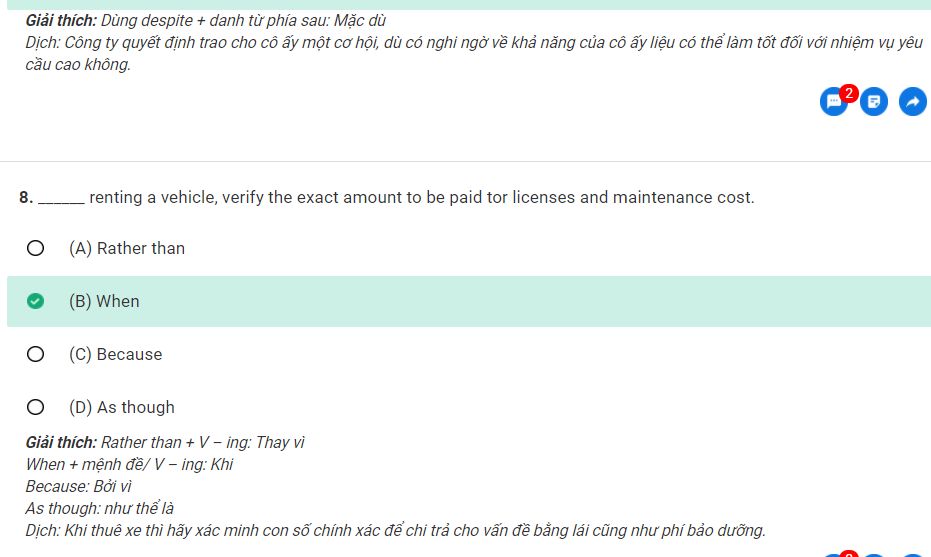 Giải thích: Dùng despite + danh từ phía sau: Mặc dù
Dịch: Công ty quyết định trao cho cô ấy một cơ hội, dù có nghi ngờ về khả năng của cô ấy liệu có thể làm tốt đối với nhiệm vụ yêu
cầu cao không.
2
8. ______ renting a vehicle, verify the exact amount to be paid tor licenses and maintenance cost.
(A) Rather than
(B) When
(C) Because
(D) As though
Giải thích: Rather than + V – ing: Thay vì
When + mệnh đề/ V – ing: Khi
Because: Bởi vì
As though: như thể là
Dịch: Khi thuê xe thì hãy xác minh con số chính xác để chi trả cho vấn đề bằng lái cũng như phí bảo dưỡng.